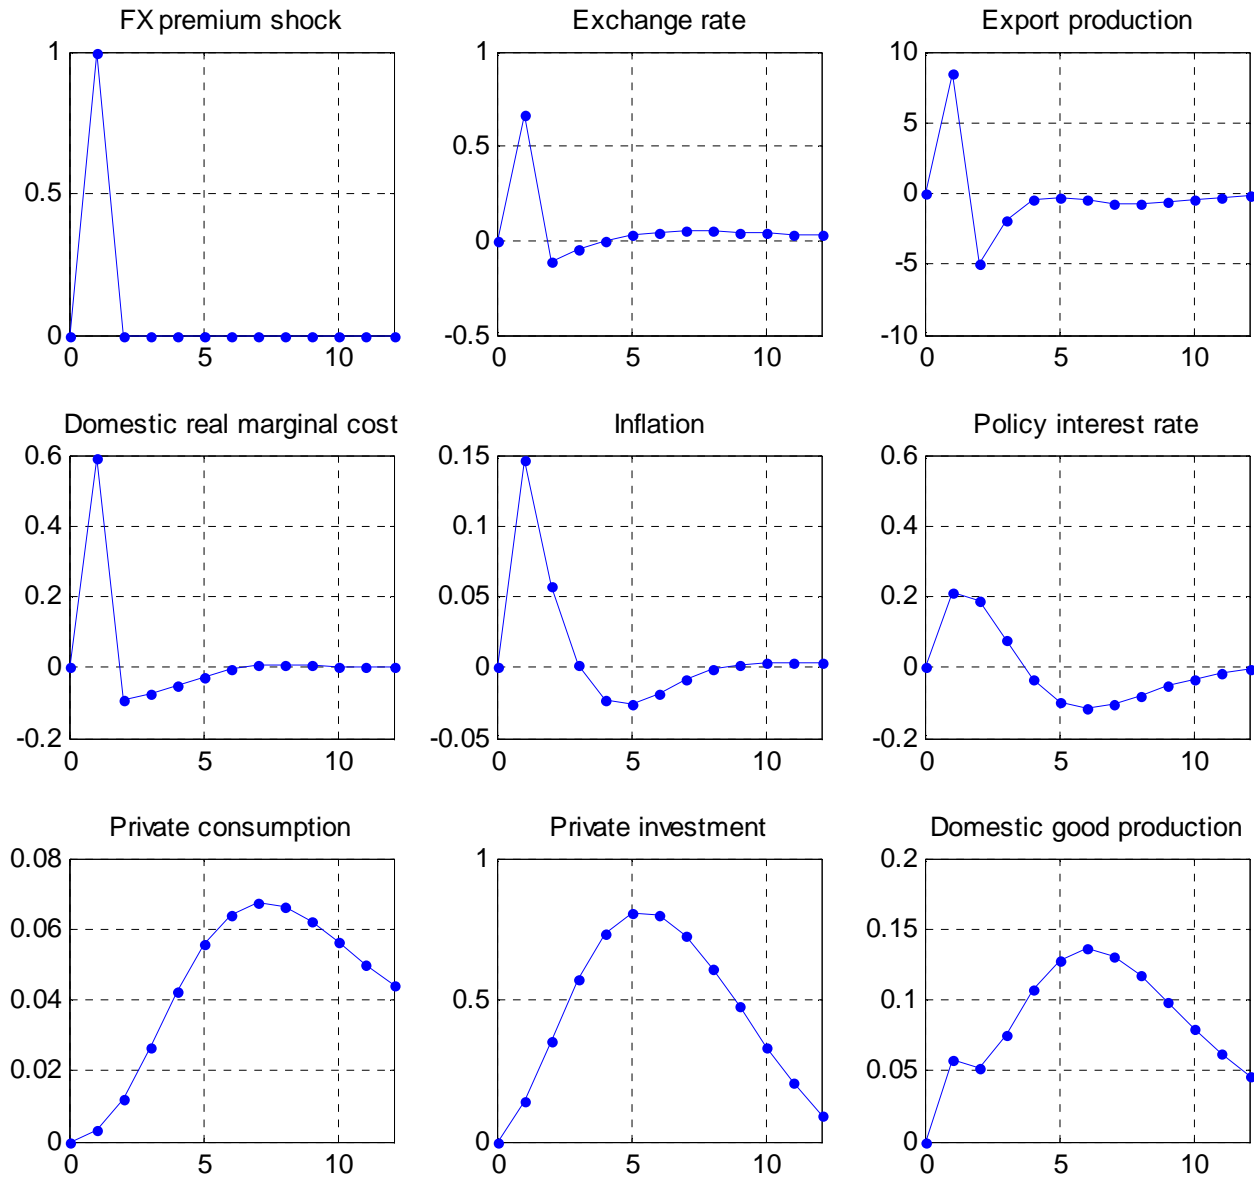 FX premium shock
1
0.5
0
0 5 10
Exchange rate
1
0.5
0
-0.5
0 5 10
Export production
10
5
0
-5
-10
0 5 10
Domestic real marginal cost
0.6
0.4
0.2
0
-0.2
0 5 10
Inflation
0.15
0.1
0.05
0
-0.05
0 5 10
Policy interest rate
0.6
0.4
0.2
0
-0.2
0 5 10
Private consumption
0.08
0.06
0.04
0.02
0
0 5 10
Private investment
1
0.5
0
0 5 10
Domestic good production
0.2
0.15
0.1
0.05
0
0 5 10